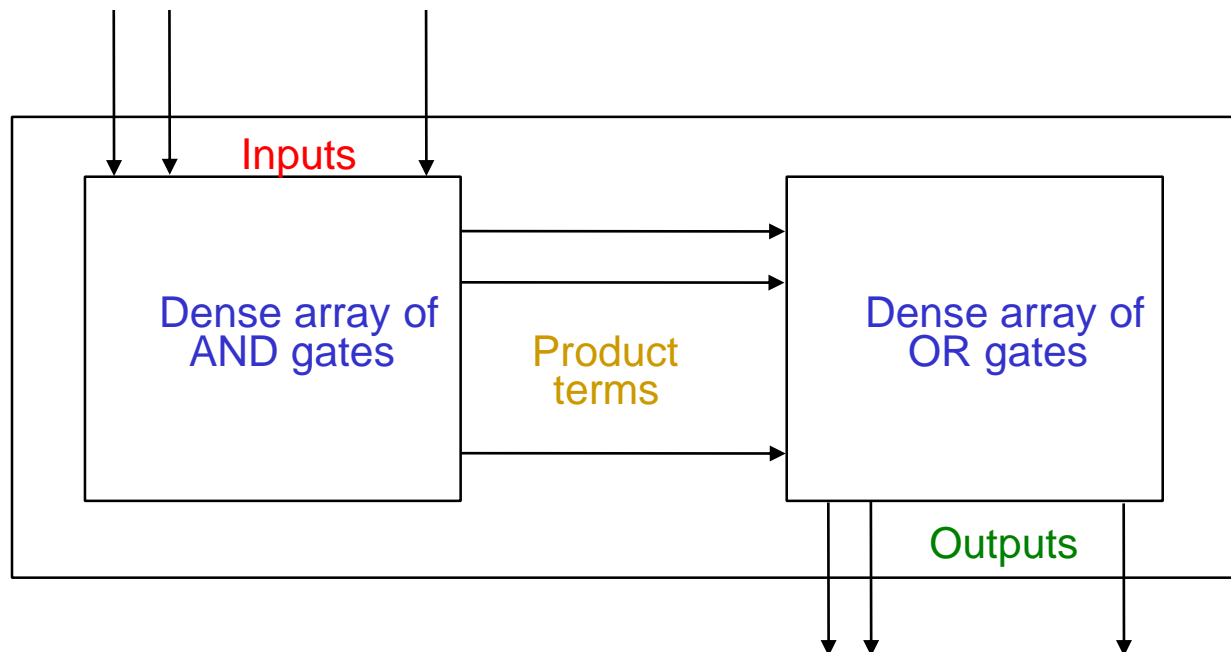 Inputs
Dense array of
AND gates
Product
terms
Dense array of
OR gates
Outputs